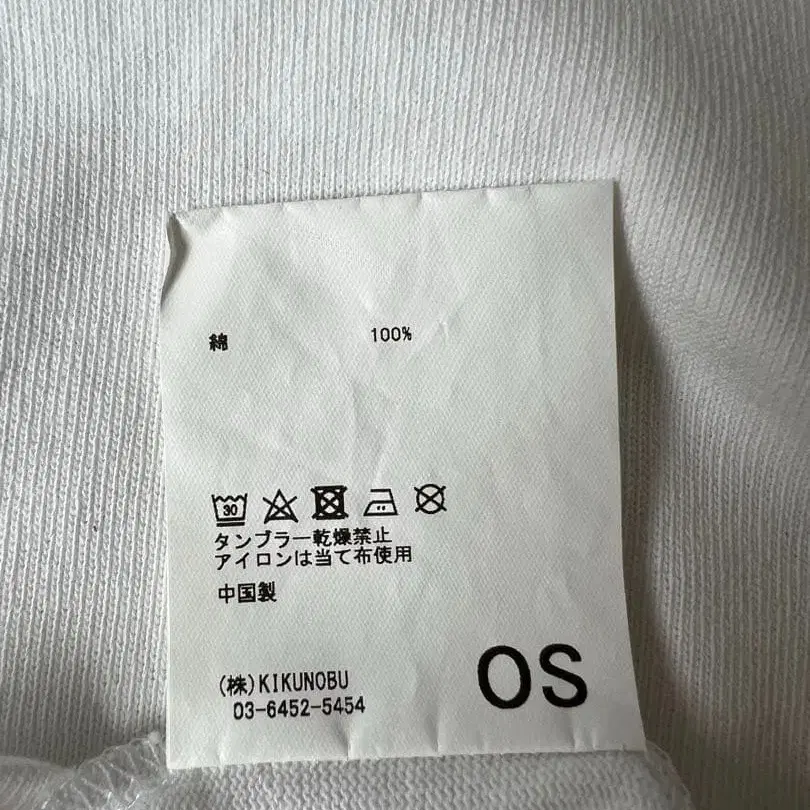 綿 100%
30
タンブラー乾燥禁止
アイロンは当て布使用
中国製
(株)KIKUNOBU
03-6452-5454
OS